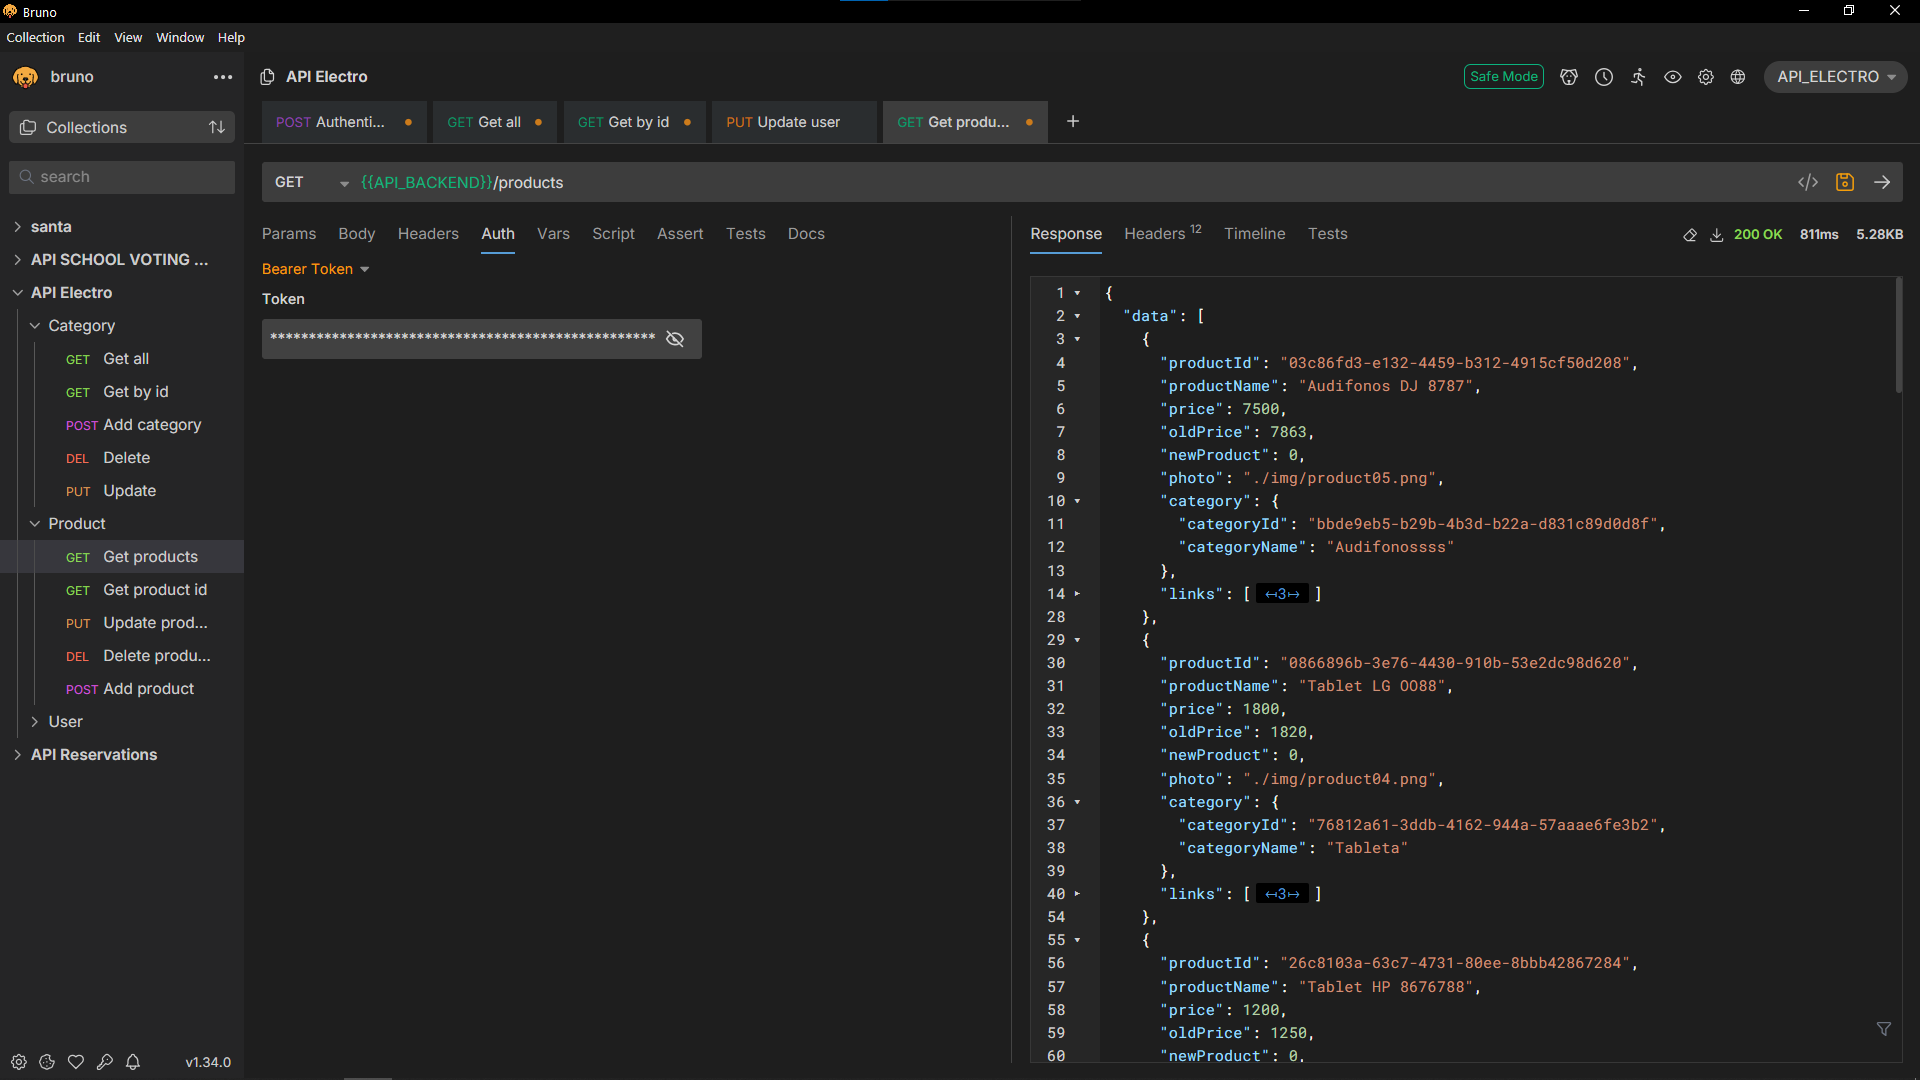 Bruno
Collection Edit View Window Help
bruno
API Electro
Safe Mode
API_ELECTRO
Collections
search
santa
API SCHOOL VOTING ...
API Electro
Category
GET Get all
GET Get by id
POST Add category
DEL Delete
PUT Update
Product
GET Get products
GET Get product id
PUT Update prod...
DEL Delete produ...
POST Add product
User
API Reservations
v1.34.0
POST Authenti...
GET Get all
GET Get by id
PUT Update user
GET Get produ...
GET {{API_BACKEND}}/products
Params Body Headers Auth Vars Script Assert Tests Docs
Bearer Token
Token
**************************************************
Response Headers 12 Timeline Tests
200 OK 811ms 5.28KB
1 {
2 "data": [
3 {
4 "productId": "03c86fd3-e132-4459-b312-4915cf50d208",
5 "productName": "Audifonos DJ 8787",
6 "price": 7500,
7 "oldPrice": 7863,
8 "newProduct": 0,
9 "photo": "./img/product05.png",
10 "category": {
11 "categoryId": "bbde9eb5-b29b-4b3d-b22a-d831c89d0d8f",
12 "categoryName": "Audifonossss"
13 },
14 "links": [ ↤3↦ ]
28 },
29 {
30 "productId": "0866896b-3e76-4430-910b-53e2dc98d620",
31 "productName": "Tablet LG OO88",
32 "price": 1800,
33 "oldPrice": 1820,
34 "newProduct": 0,
35 "photo": "./img/product04.png",
36 "category": {
37 "categoryId": "76812a61-3ddb-4162-944a-57aaae6fe3b2",
38 "categoryName": "Tableta"
39 },
40 "links": [ ↤3↦ ]
54 },
55 {
56 "productId": "26c8103a-63c7-4731-80ee-8bbb42867284",
57 "productName": "Tablet HP 8676788",
58 "price": 1200,
59 "oldPrice": 1250,
60 "newProduct": 0,